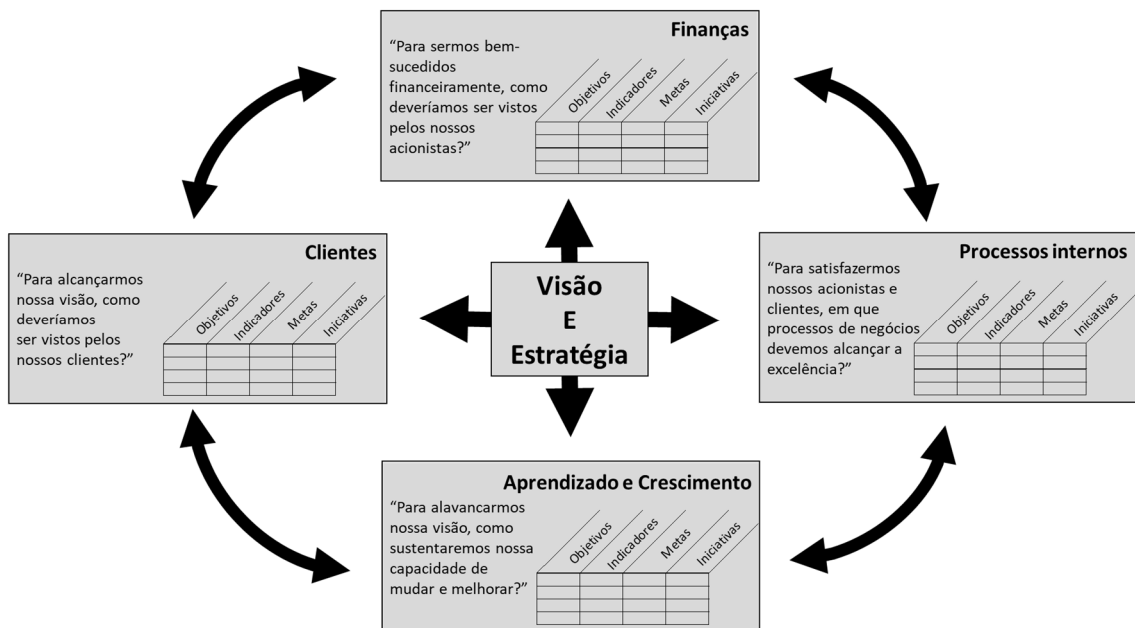 Finanças
“Para sermos bem-
sucedidos
financeiramente, como
deveríamos ser vistos
pelos nossos
acionistas?”
Objetivos
Indicadores
Metas
Iniciativas
Clientes
“Para alcançarmos
nossa visão, como
deveríamos
ser vistos pelos
nossos clientes?”
Objetivos
Indicadores
Metas
Iniciativas
Visão
E
Estratégia
Processos internos
“Para satisfazermos
nossos acionistas e
clientes, em que
processos de negócios
devemos alcançar a
excelência?”
Objetivos
Indicadores
Metas
Iniciativas
Aprendizado e Crescimento
“Para alavancarmos
nossa visão, como
sustentaremos nossa
capacidade de
mudar e melhorar?”
Objetivos
Indicadores
Metas
Iniciativas